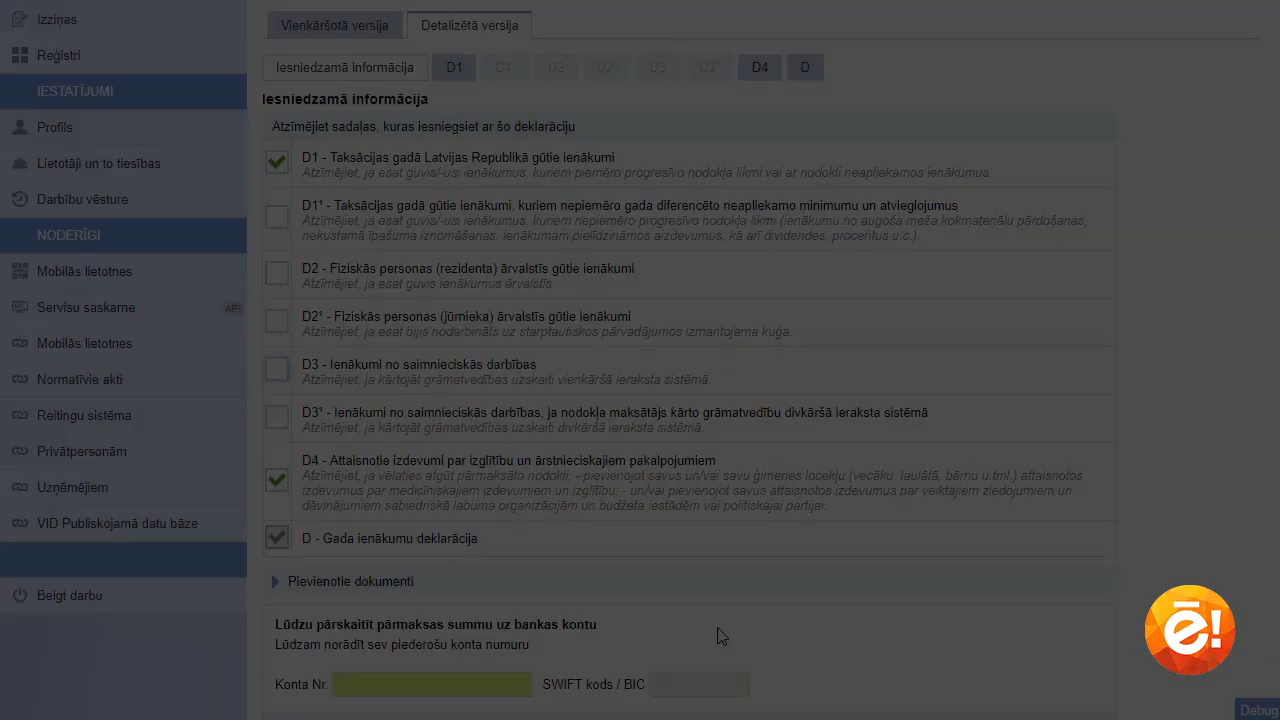 Izziņas
Reģistri
IESTATĪJUMI
Profils
Lietotāji un to tiesības
Darbību vēsture
NODERĪGI
Mobilās lietotnes
Servisu saskarne API
Mobilās lietotnes
Normatīvie akti
Reitingu sistēma
Privātpersonām
Uzņēmējiem
VID Publiskojamā datu bāze
Beigt darbu
Vienkāršotā versija Detalizētā versija
Iesniedzamā informācija D1 D1¹ D2 D2¹ D3 D3¹ D4 D
Iesniedzamā informācija
Atzīmējiet sadaļas, kuras iesniegsiet ar šo deklarāciju
D1 - Taksācijas gadā Latvijas Republikā gūtie ienākumi
Atzīmējiet, ja esat guvis/-usi ienākumus, kuriem piemēro progresīvo nodokļa likmi vai ar nodokli neapliekamos ienākumus.
D1¹ - Taksācijas gadā gūtie ienākumi, kuriem nepiemēro gada diferencēto neapliekamo minimumu un atvieglojumus
Atzīmējiet, ja esat guvis/-usi ienākumus, kuriem nepiemēro progresīvo nodokļa likmi (ienākumu no augoša meža kokmateriālu pārdošanas,
nekustamā īpašuma iznomāšanas, ienākumam pielīdzināmos aizdevumus, kā arī dividendes, procentus u.c.).
D2 - Fiziskās personas (rezidenta) ārvalstīs gūtie ienākumi
Atzīmējiet, ja esat guvis ienākumus ārvalstīs.
D2¹ - Fiziskās personas (jūrnieka) ārvalstīs gūtie ienākumi
Atzīmējiet, ja esat bijis nodarbināts uz starptautiskos pārvadājumos izmantojama kuģa.
D3 - Ienākumi no saimnieciskās darbības
Atzīmējiet, ja kārtojāt grāmatvedības uzskaiti vienkāršā ieraksta sistēmā.
D3¹ - Ienākumi no saimnieciskās darbības, ja nodokļa maksātājs kārto grāmatvedību divkāršā ieraksta sistēmā
Atzīmējiet, ja kārtojāt grāmatvedības uzskaiti divkāršā ieraksta sistēmā.
D4 - Attaisnotie izdevumi par izglītību un ārstnieciskajiem pakalpojumiem
Atzīmējiet, ja vēlaties atgūt pārmaksāto nodokli: - pievienojot savus un/vai savu ģimenes locekļu (vecāku, laulātā, bērnu u.tml.) attaisnotos
izdevumus par medicīniskajiem izdevumiem un izglītību; - un/vai pievienojot savus attaisnotos izdevumus par veiktajiem ziedojumiem un
dāvinājumiem sabiedriskā labuma organizācijām un budžeta iestādēm vai politiskajai partijai.
D - Gada ienākumu deklarācija
Pievienotie dokumenti
Lūdzu pārskaitīt pārmaksas summu uz bankas kontu
Lūdzam norādīt sev piederošu konta numuru
Konta Nr. SWIFT kods / BIC
ē!
Debug